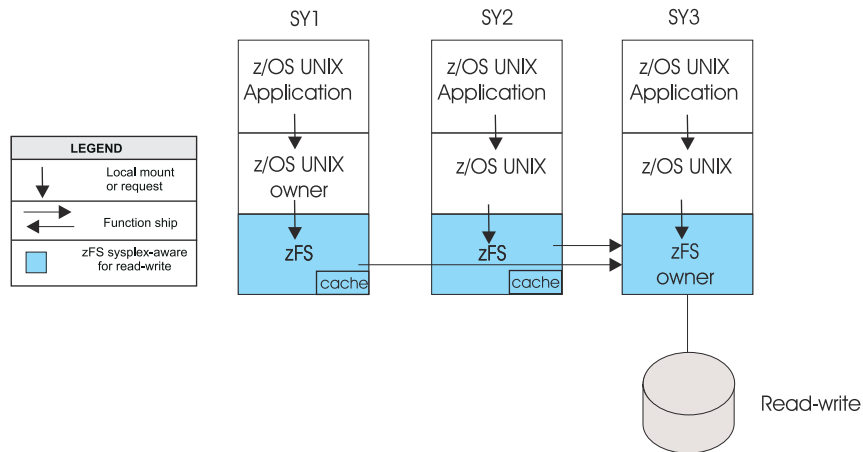 SY1
SY2
SY3
z/OS UNIX
Application
z/OS UNIX
Application
z/OS UNIX
Application
z/OS UNIX
owner
z/OS UNIX
z/OS UNIX
zFS
cache
zFS
cache
zFS
owner
LEGEND
Local mount
or request
Function ship
zFS sysplex-aware
for read-write
Read-write